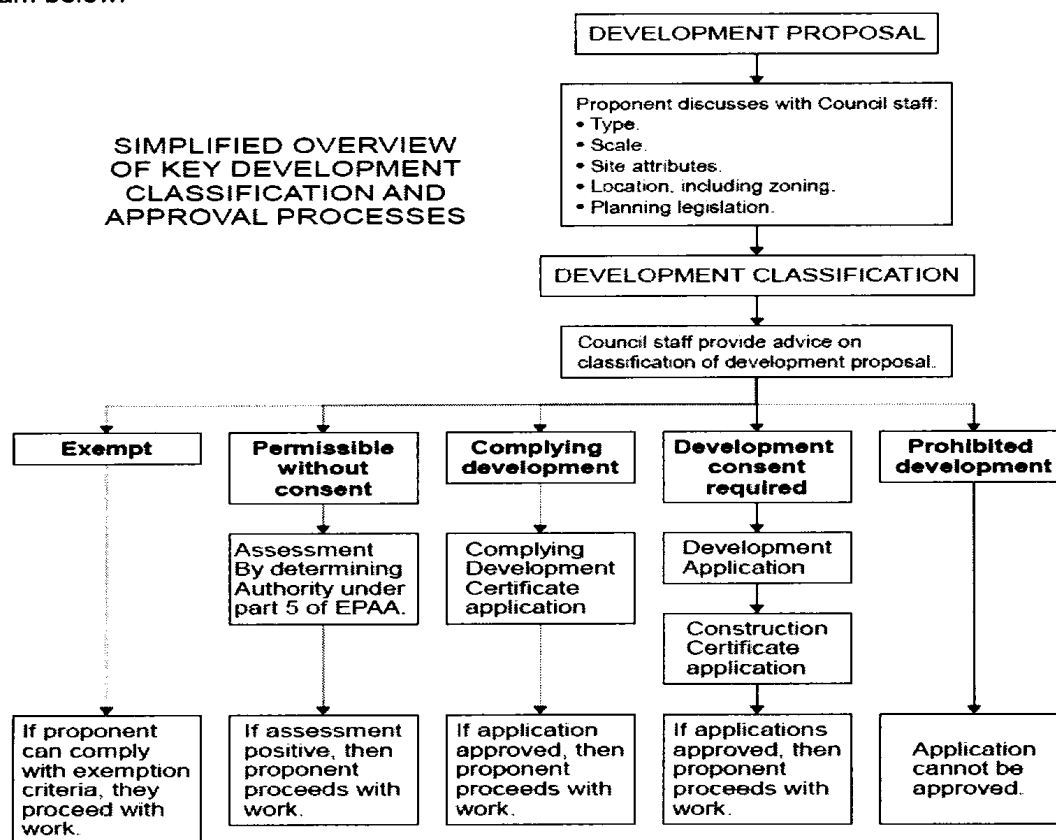 DEVELOPMENT PROPOSAL
Proponent discusses with Council staff:
• Type.
• Scale.
• Site attributes.
• Location, including zoning.
• Planning legislation.
SIMPLIFIED OVERVIEW
OF KEY DEVELOPMENT
CLASSIFICATION AND
APPROVAL PROCESSES
DEVELOPMENT CLASSIFICATION
Council staff provide advice on
classification of development proposal.
Exempt
Permissible
without
consent
Complying
development
Development
consent
required
Prohibited
development
Assessment
By determining
Authority under
part 5 of EPAA.
Complying
Development
Certificate
application
Development
Application
Construction
Certificate
application
If proponent
can comply
with exemption
criteria, they
proceed with
work.
If assessment
positive, then
proponent
proceeds with
work.
If application
approved, then
proponent
proceeds with
work.
If applications
approved, then
proponent
proceeds with
work.
Application
cannot be
approved.